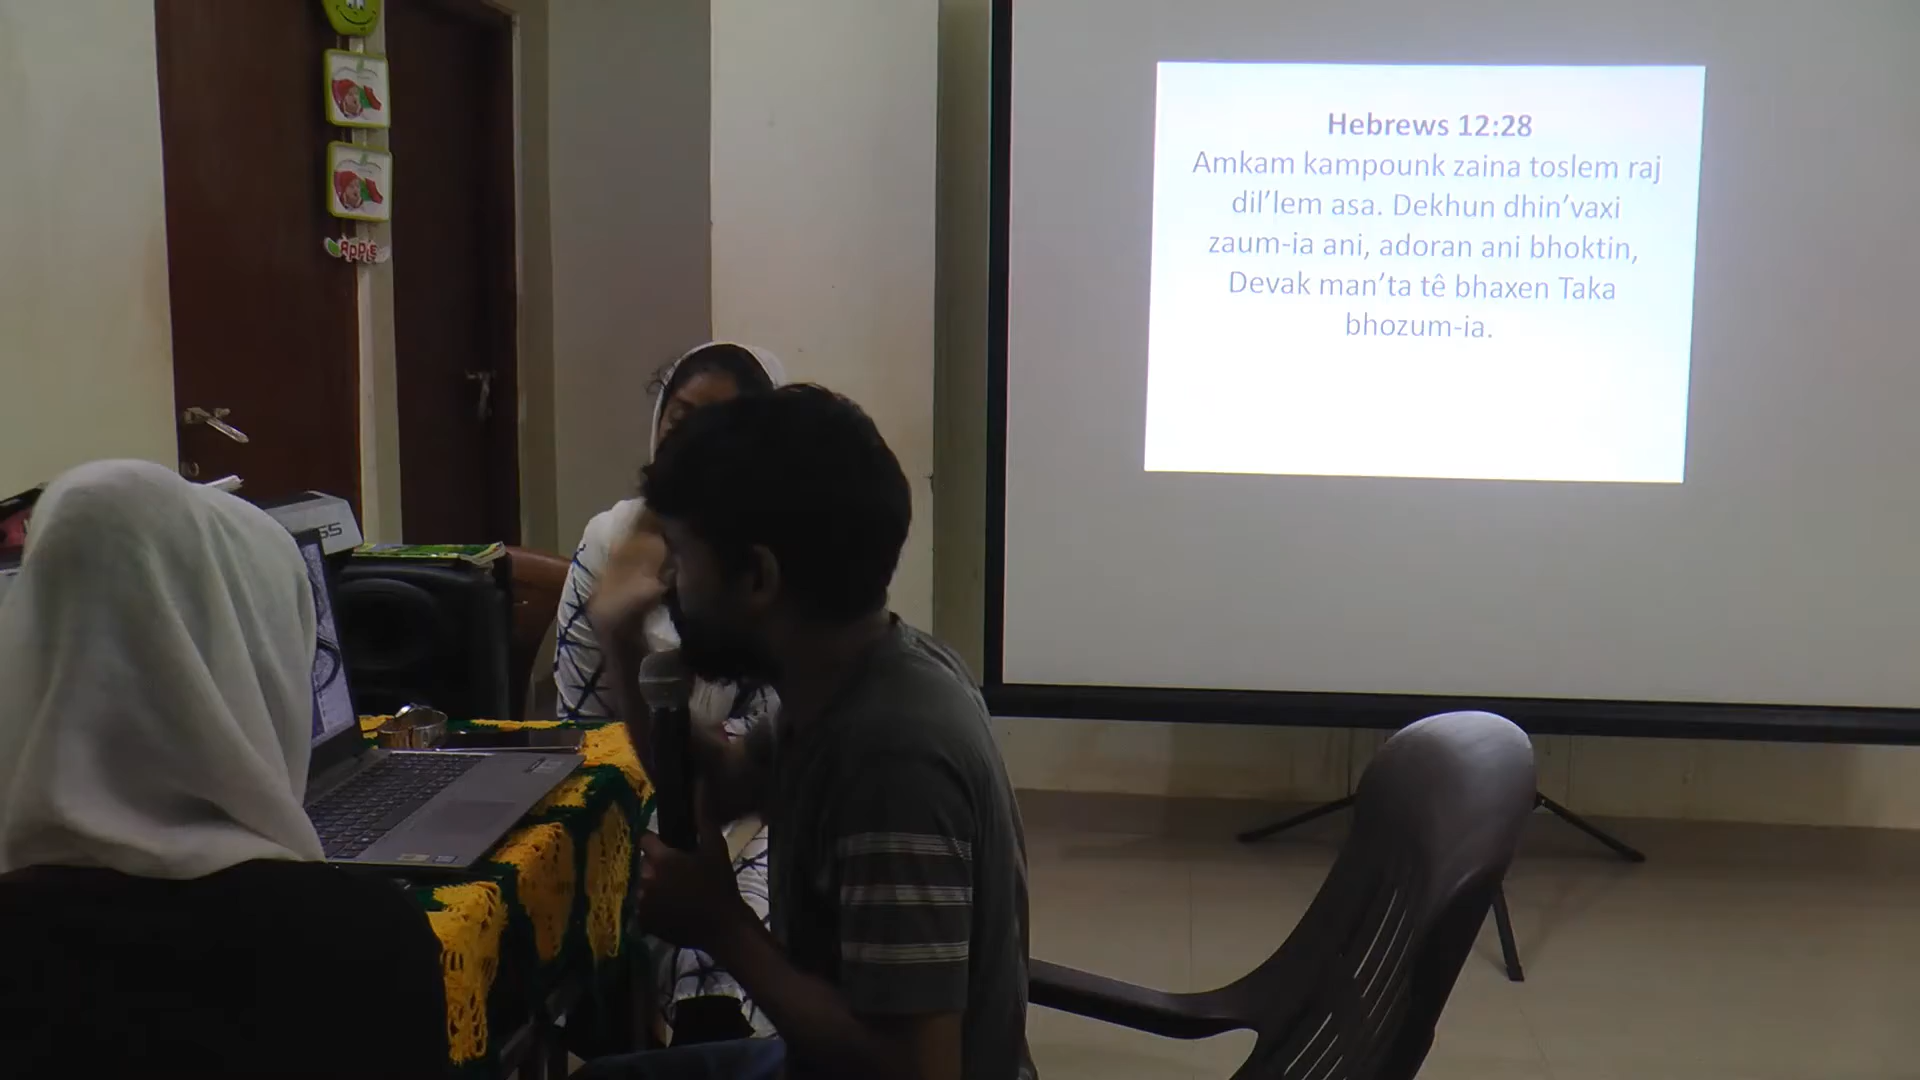 APPLE
Hebrews 12:28
Amkam kampounk zaina toslem raj
dil’lem asa. Dekhun dhin’vaxi
zaum-ia ani, adoran ani bhoktin,
Devak man’ta tê bhaxen Taka
bhozum-ia.